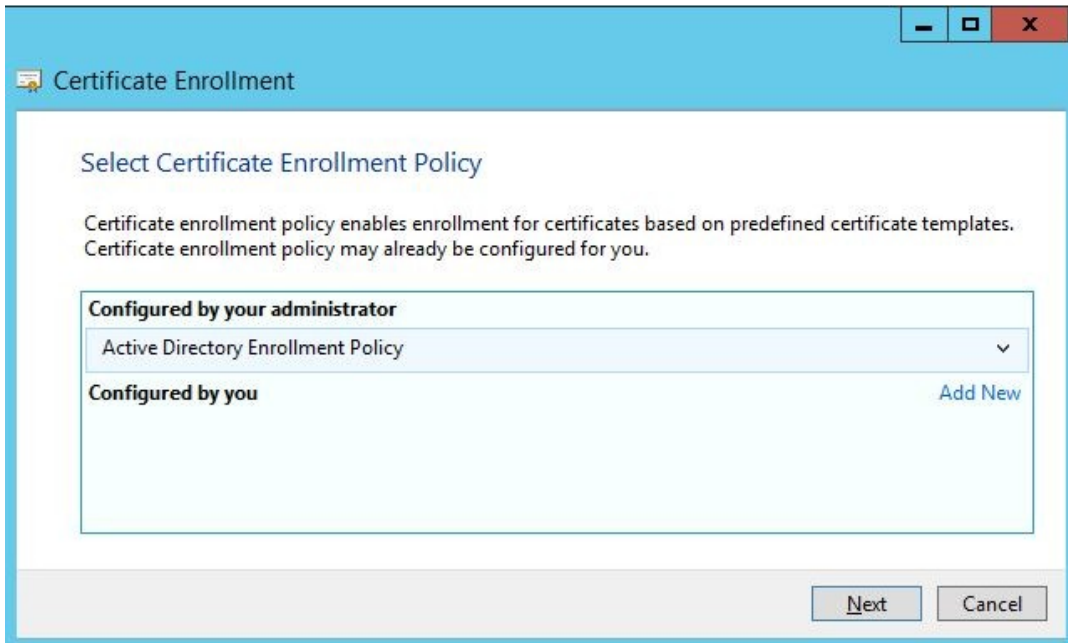 Certificate Enrollment
Select Certificate Enrollment Policy
Certificate enrollment policy enables enrollment for certificates based on predefined certificate templates.
Certificate enrollment policy may already be configured for you.
Configured by your administrator
Active Directory Enrollment Policy
Configured by you Add New
Next Cancel